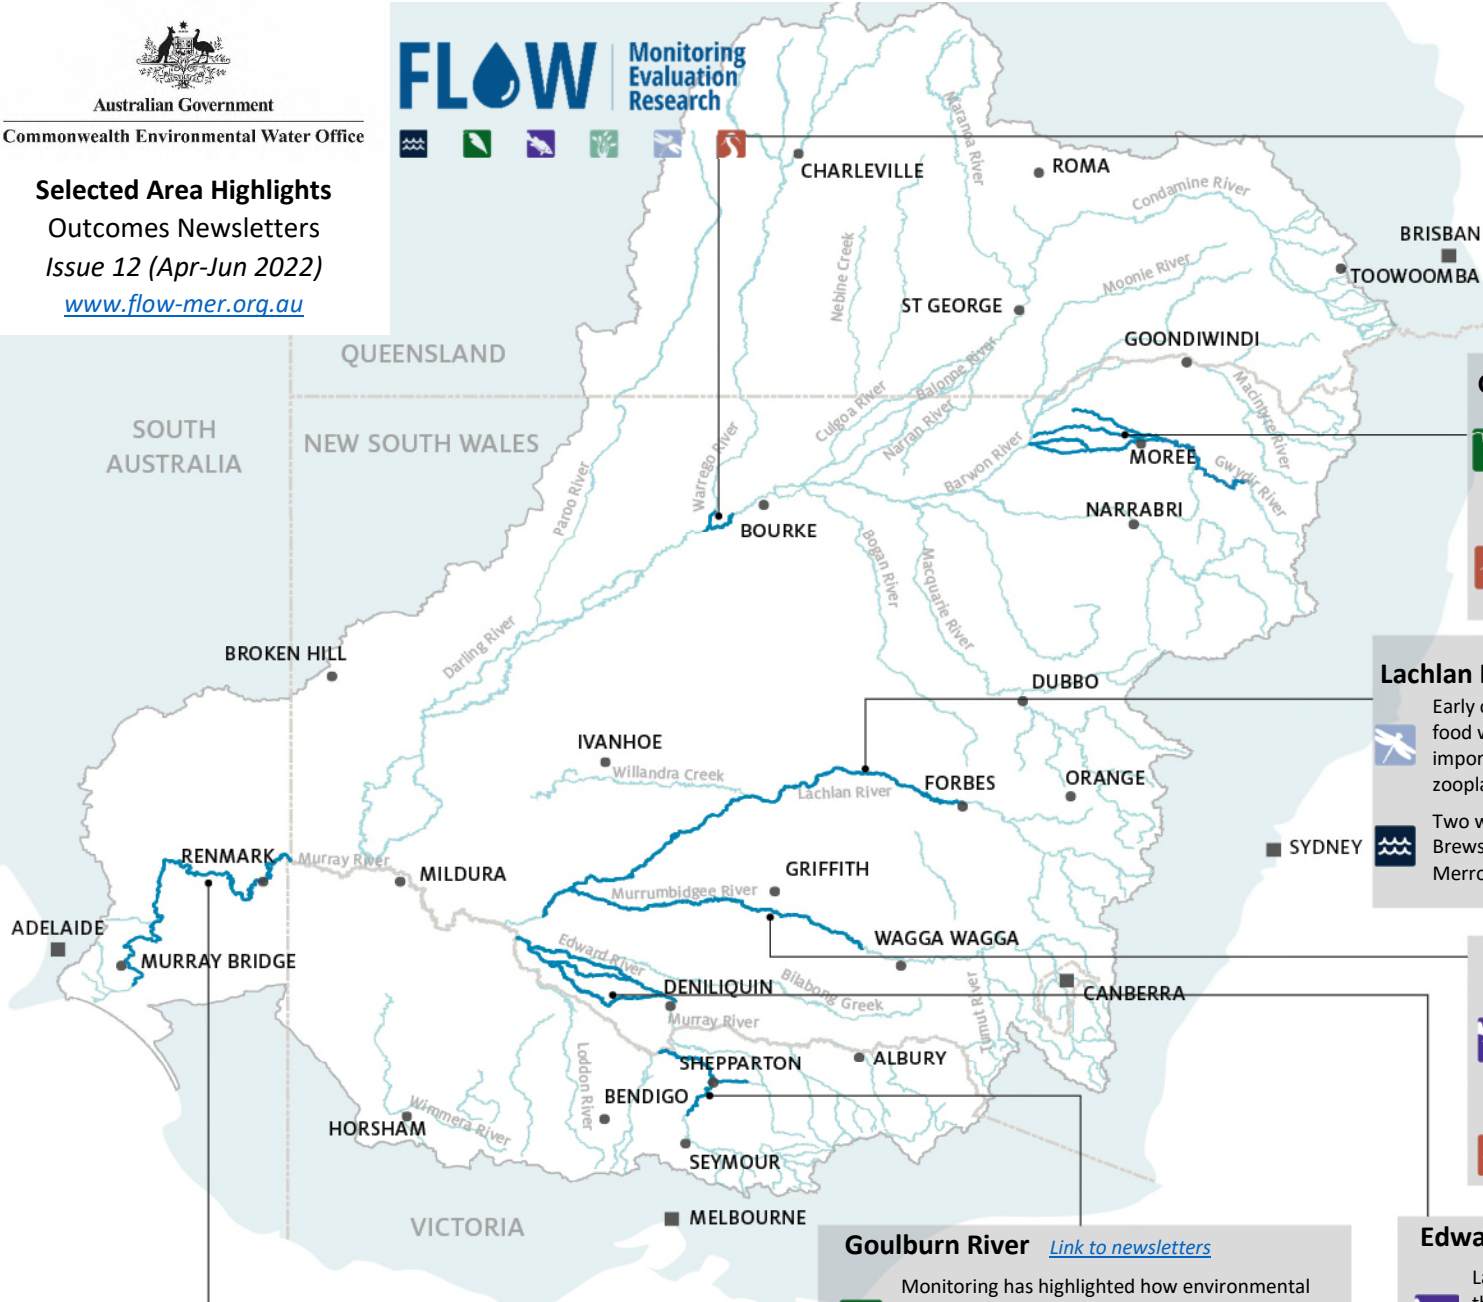 Australian Government
Commonwealth Environmental Water Office
Selected Area Highlights
Outcomes Newsletters
Issue 12 (Apr-Jun 2022)
www.flow-mer.org.au
FLOW
Monitoring
Evaluation
Research
CHARLEVILLE
Maranoa River
ROMA
Condamine River
BRISBAN
TOOWOOMBA
Nebine Creek
Moonie River
ST GEORGE
GOONDIWINDI
QUEENSLAND
Balonne River
Culgoa River
Narran River
Macintyre River
SOUTH
AUSTRALIA
NEW SOUTH WALES
Warrego River
Paroo River
Barwon River
MOREE
Gwydir River
NARRABRI
BOURKE
Bogan River
Macquarie River
Darling River
BROKEN HILL
DUBBO
Lachlan
Early
food
impor
zoopla
Two w
Brews
Merro
IVANHOE
Willandra Creek
Lachlan River
FORBES
ORANGE
SYDNEY
RENMARK
Murray River
MILDURA
GRIFFITH
Murrumbidgee River
ADELAIDE
MURRAY BRIDGE
WAGGA WAGGA
Edward River
DENILIQUIN
Bilabong Greek
Tumut River
CANBERRA
Murray River
SHEPPARTON
ALBURY
Loddon River
BENDIGO
HORSHAM
Wimmera River
SEYMOUR
MELBOURNE
VICTORIA
Goulburn River Link to newsletters
Monitoring has highlighted how environmental
Edwa